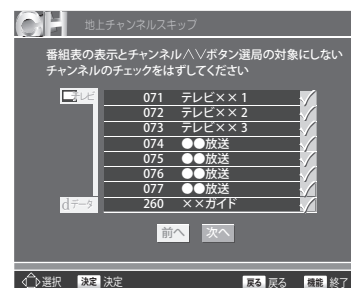 CH 地上チャンネルスキップ
番組表の表示とチャンネル∧∨ボタン選局の対象にしない
チャンネルのチェックをはずしてください
テレビ
071 テレビ××1
072 テレビ××2
073 テレビ××3
074 ●●放送
075 ●●放送
076 ●●放送
077 ●●放送
dデータ 260 ××ガイド
前へ 次へ
選択 決定 決定 戻る 戻る 機能 終了